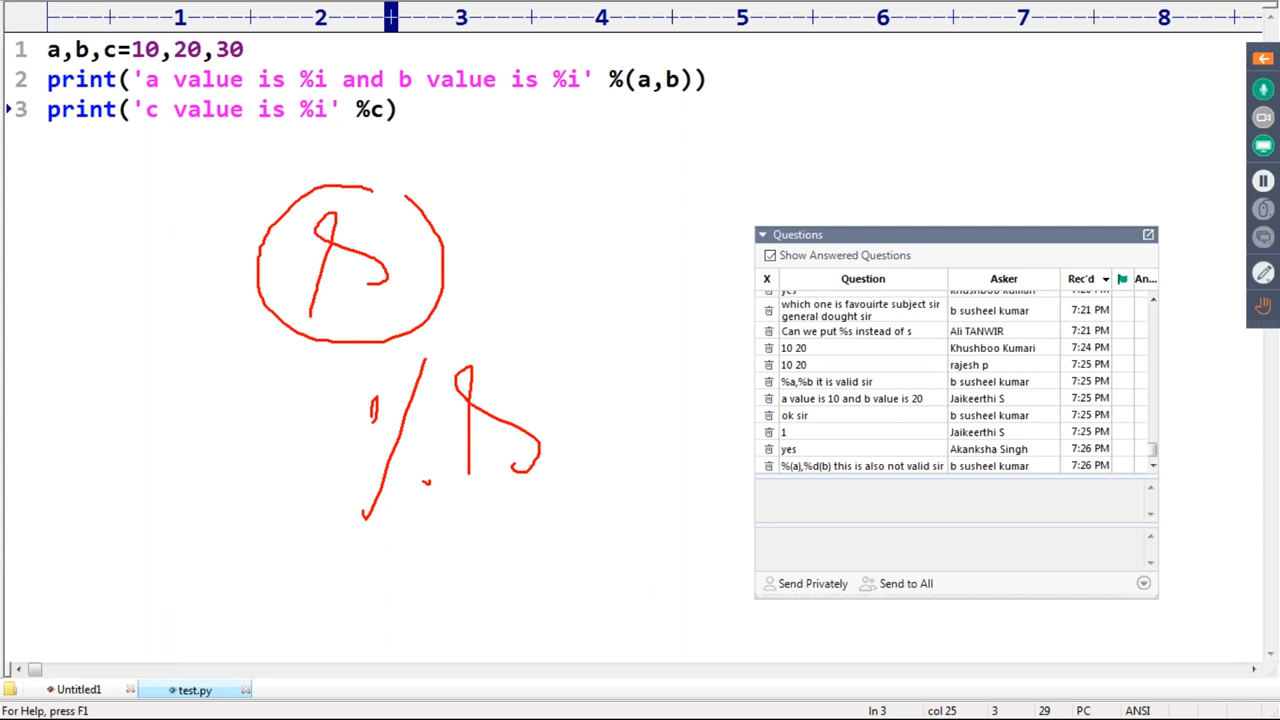 1 2 3 4 5 6 7 8
1 a,b,c=10,20,30
2 print('a value is %i and b value is %i' %(a,b))
3 print('c value is %i' %c)
s
%s
Questions
Show Answered Questions
X Question Asker Rec'd An...
which one is favouirte subject sir general dought sir b susheel kumar 7:21 PM
Can we put %s instead of s Ali TANWIR 7:21 PM
10 20 Khushboo Kumari 7:24 PM
10 20 rajesh p 7:25 PM
%a,%b it is valid sir b susheel kumar 7:25 PM
a value is 10 and b value is 20 Jaikeerthi S 7:25 PM
ok sir b susheel kumar 7:25 PM
1 Jaikeerthi S 7:25 PM
yes Akanksha Singh 7:26 PM
%(a),%d(b) this is also not valid sir b susheel kumar 7:26 PM
Send Privately Send to All
Untitled1 test.py
For Help, press F1 ln 3 col 25 3 29 PC ANSI